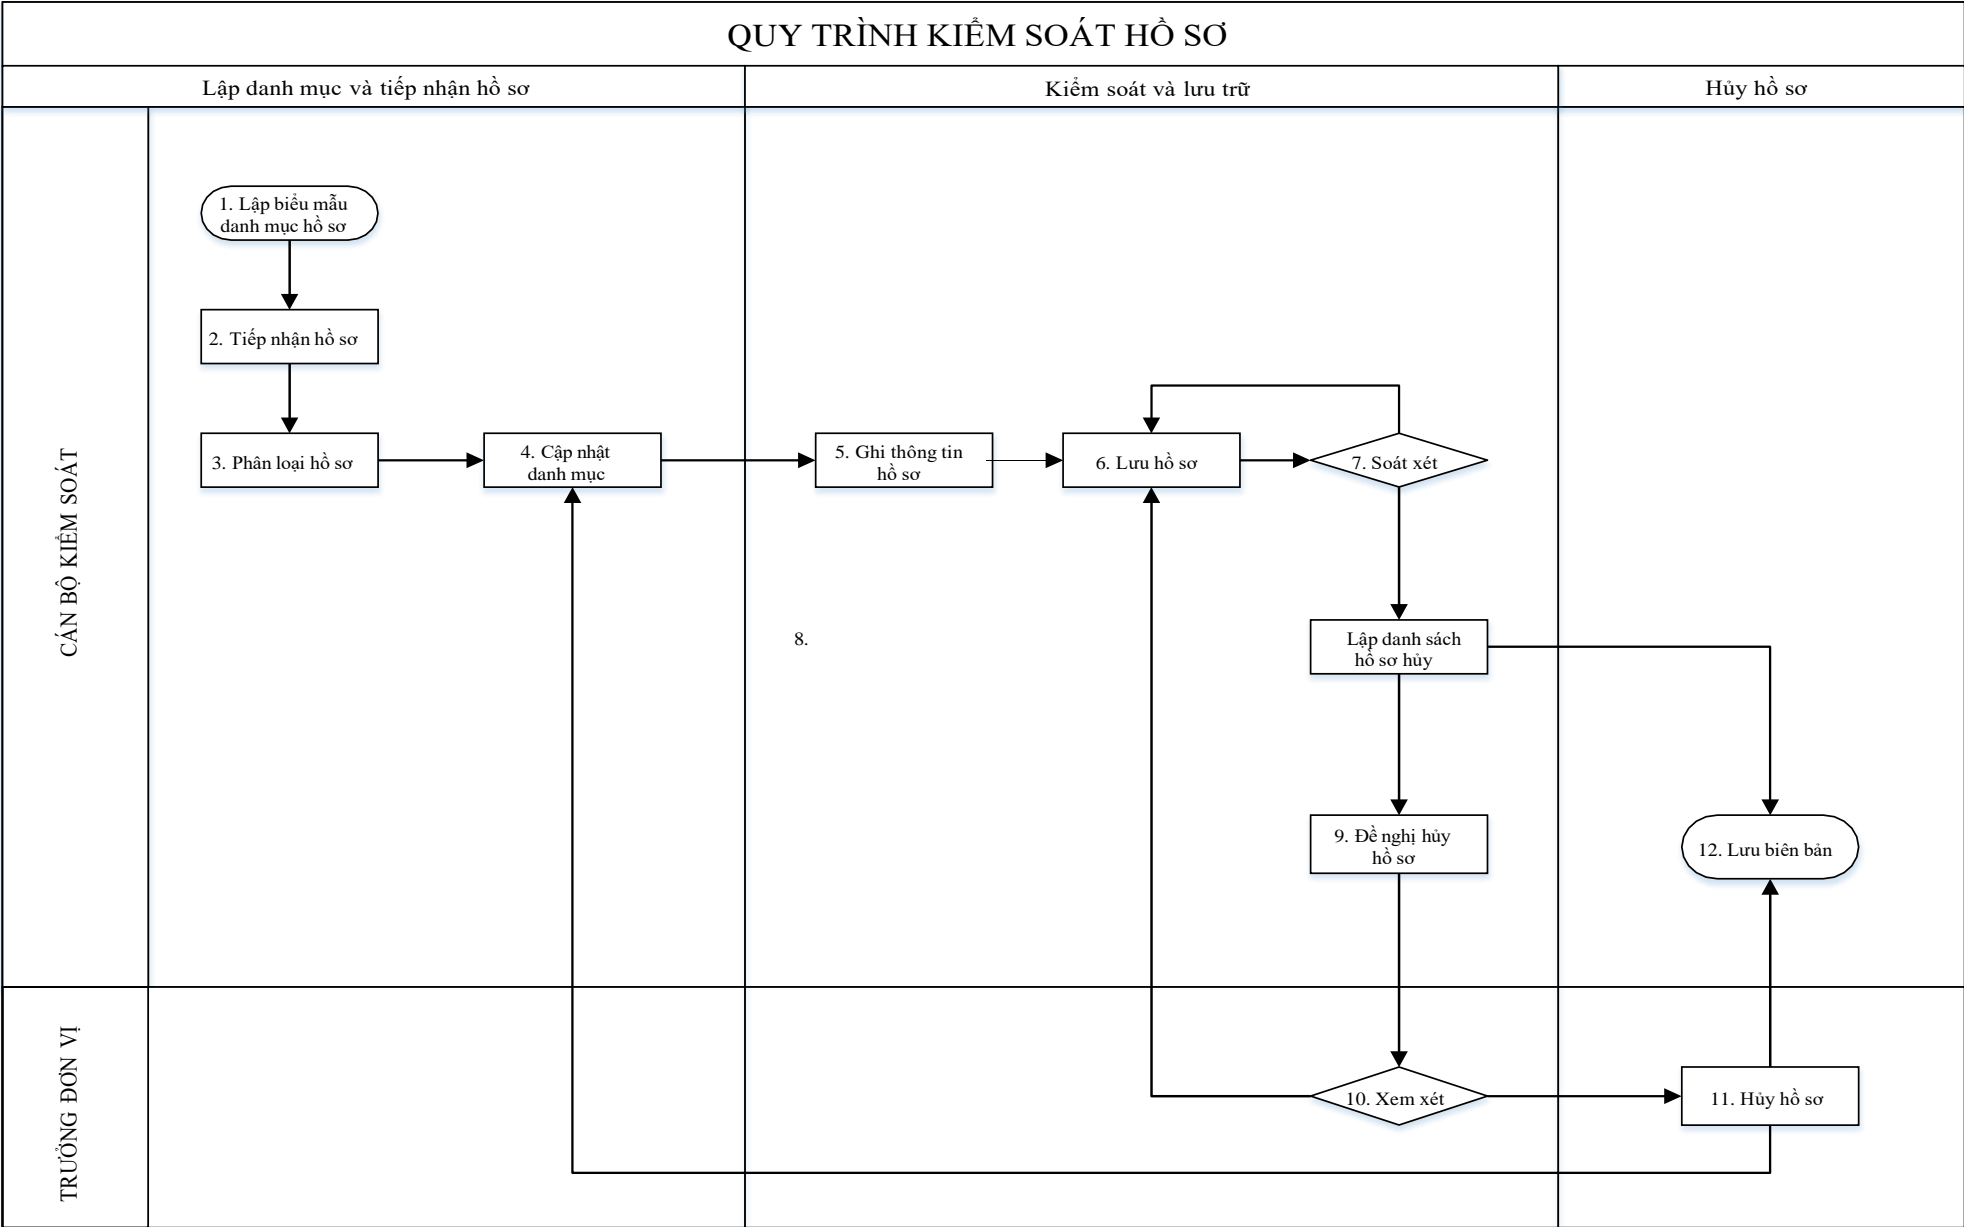 QUY TRÌNH KIỂM SOÁT HỒ SƠ
Lập danh mục và tiếp nhận hồ sơ
Kiểm soát và lưu trữ
Hủy hồ sơ
CÁN BỘ KIỂM SOÁT
1. Lập biểu mẫu
danh mục hồ sơ
2. Tiếp nhận hồ sơ
3. Phân loại hồ sơ
4. Cập nhật
danh mục
5. Ghi thông tin
hồ sơ
6. Lưu hồ sơ
7. Soát xét
8.
Lập danh sách
hồ sơ hủy
9. Đề nghị hủy
hồ sơ
12. Lưu biên bản
TRƯỞNG ĐƠN VỊ
10. Xem xét
11. Hủy hồ sơ